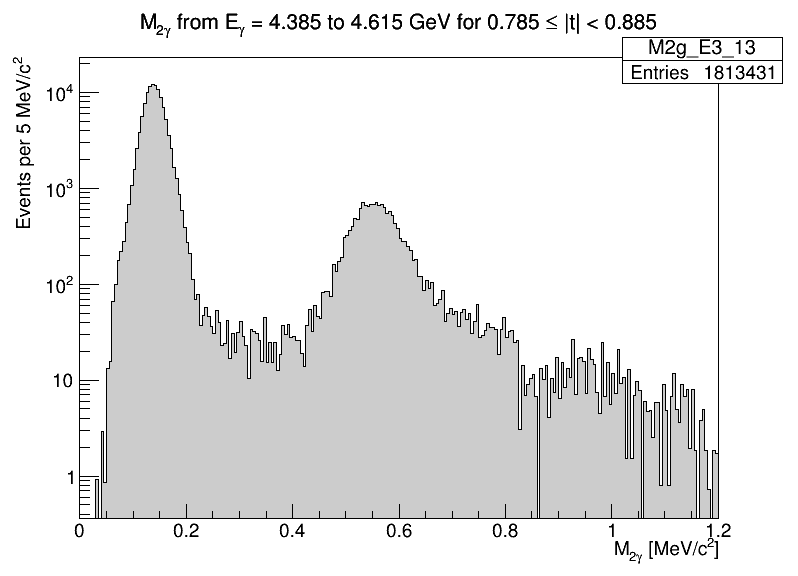 M2γ from Eγ = 4.385 to 4.615 GeV for 0.785 ≤ |t| < 0.885
M2g_E3_13
Entries 1813431
Events per 5 MeV/c²
10⁴
10³
10²
10
1
0 0.2 0.4 0.6 0.8 1 1.2
M2γ [MeV/c²]